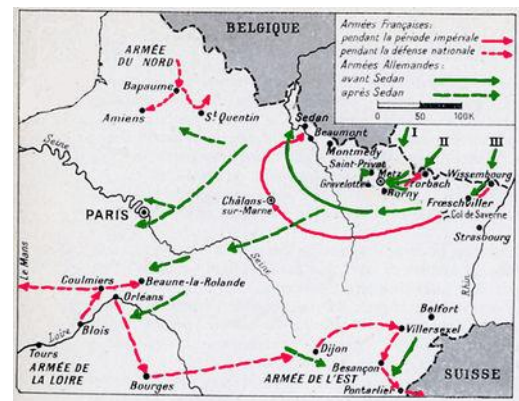 BELGIQUE
Armées Françaises:
pendant la période impériale
pendant la défense nationale
Armées Allemandes:
avant Sedan
après Sedan
0 50 100K
ARMÉE
DU NORD
Bapaume
Amiens
St Quentin
Sedan
Beaumont
Montmédy
Saint-Privat
Metz
Gravelotte
Borny
Forbach
I
II
III
Wissembourg
Frœschviller
Col de Saverne
Strasbourg
Seine
PARIS
Châlons-
sur-Marne
Le Mans
Coulmiers
Beaune-la-Rolande
Orléans
Seine
Rhin
Loire
Blois
Tours
ARMÉE DE
LA LOIRE
Bourges
Dijon
ARMÉE DE L'EST
Belfort
Villersexel
Besançon
Pontarlier
SUISSE